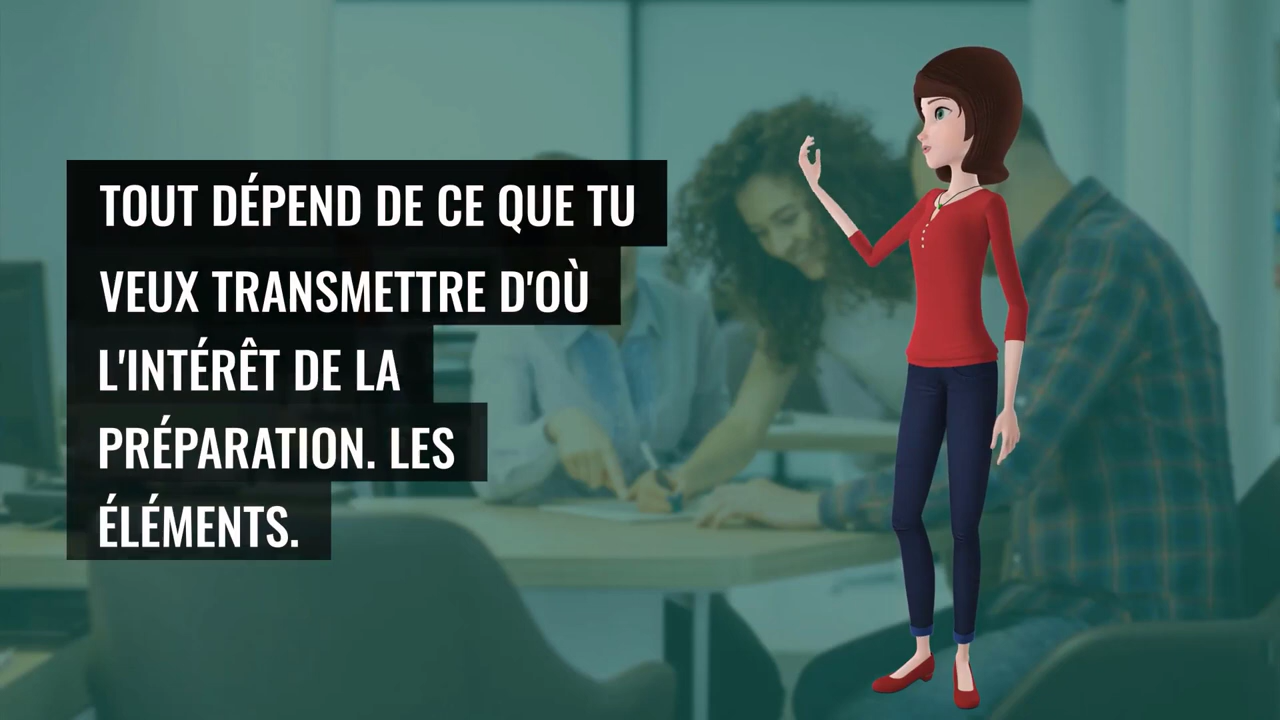 TOUT DÉPEND DE CE QUE TU
VEUX TRANSMETTRE D'OÙ
L'INTÉRÊT DE LA
PRÉPARATION. LES
ÉLÉMENTS.